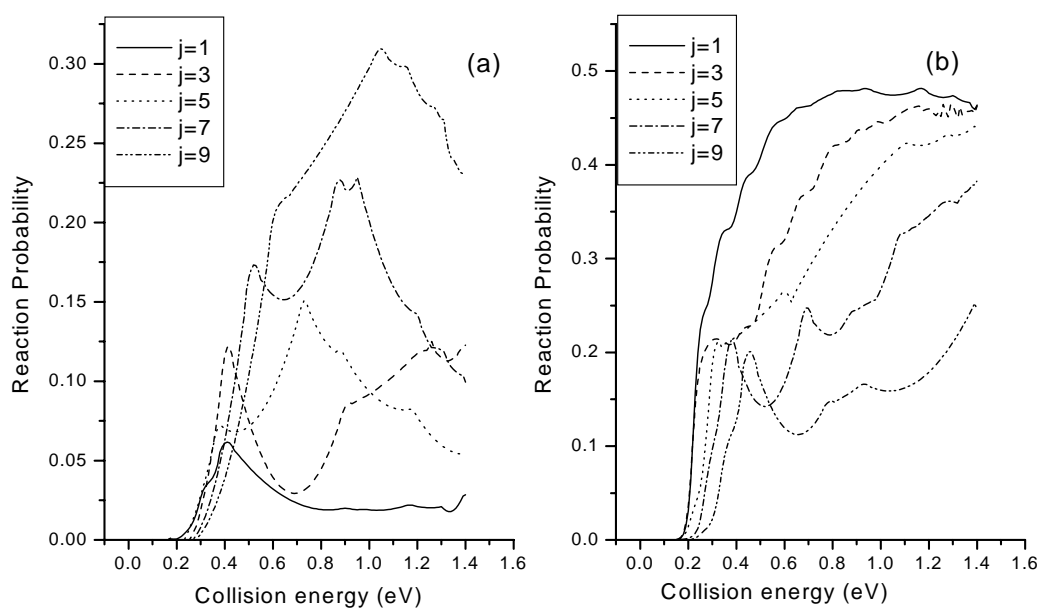 j=1
j=3
j=5
j=7
j=9
(a)
0.30
0.25
0.20
0.15
0.10
0.05
0.00
Reaction Probability
0.0 0.2 0.4 0.6 0.8 1.0 1.2 1.4 1.6
Collision energy (eV)
j=1
j=3
j=5
j=7
j=9
(b)
0.5
0.4
0.3
0.2
0.1
0.0
Reaction Probability
0.0 0.2 0.4 0.6 0.8 1.0 1.2 1.4 1.6
Collision energy (eV)